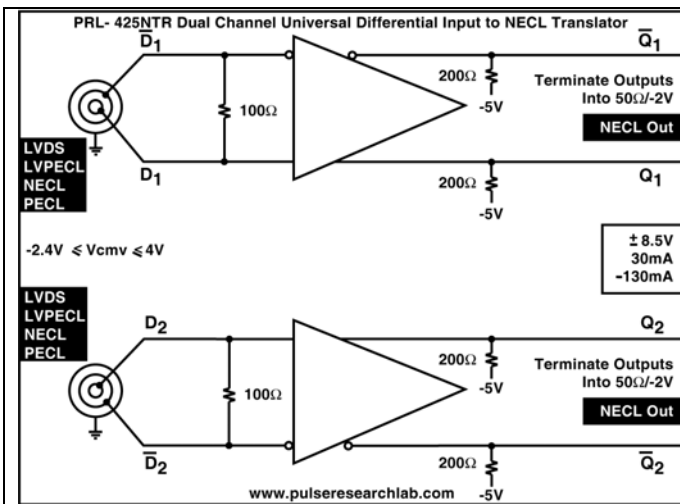 PRL- 425NTR Dual Channel Universal Differential Input to NECL Translator
D̅1
Q̅1
200Ω
-5V
Terminate Outputs
Into 50Ω/-2V
NECL Out
100Ω
LVDS
LVPECL
NECL
PECL
D1
200Ω
-5V
Q1
-2.4V ≤ Vcmv ≤ 4V
± 8.5V
30mA
-130mA
LVDS
LVPECL
NECL
PECL
D2
Q2
200Ω
-5V
Terminate Outputs
Into 50Ω/-2V
NECL Out
100Ω
D̅2
200Ω
-5V
Q̅2
www.pulseresearchlab.com